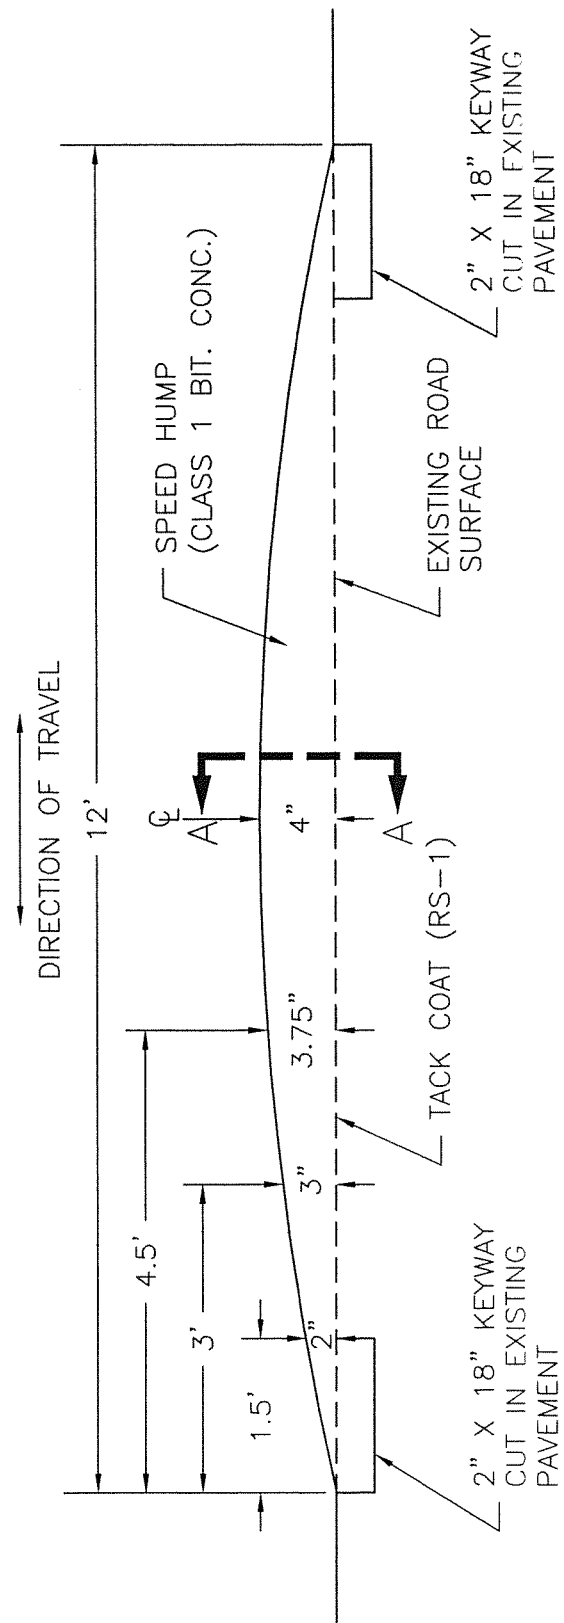 DIRECTION OF TRAVEL
12'
4.5'
3'
1.5'
2"
3"
3.75"
4"
℄
A
A
SPEED HUMP
(CLASS 1 BIT. CONC.)
2" X 18" KEYWAY
CUT IN EXISTING
PAVEMENT
TACK COAT (RS-1)
EXISTING ROAD
SURFACE
2" X 18" KEYWAY
CUT IN EXISTING
PAVEMENT